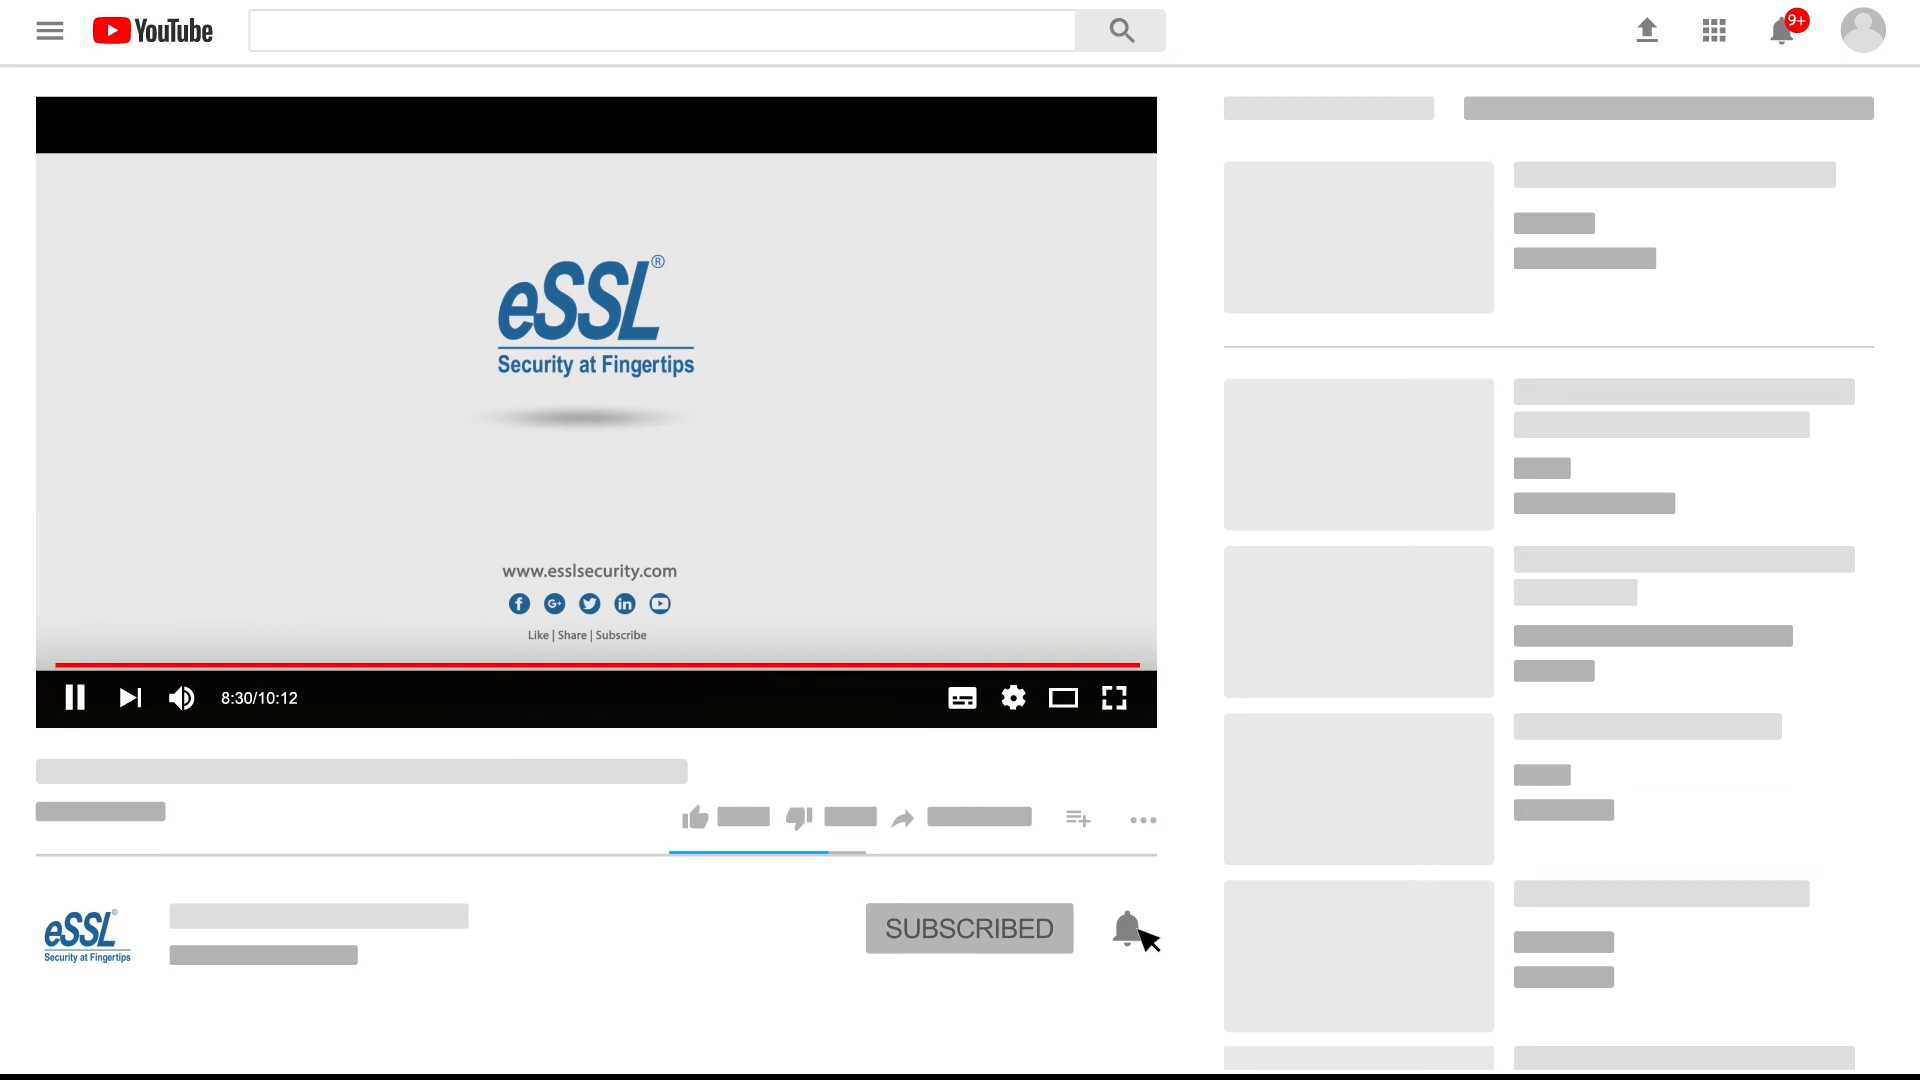 YouTube
9+
eSSL®
Security at Fingertips
www.esslsecurity.com
f G+ in
Like | Share | Subscribe
8:30/10:12
eSSL®
Security at Fingertips
SUBSCRIBED